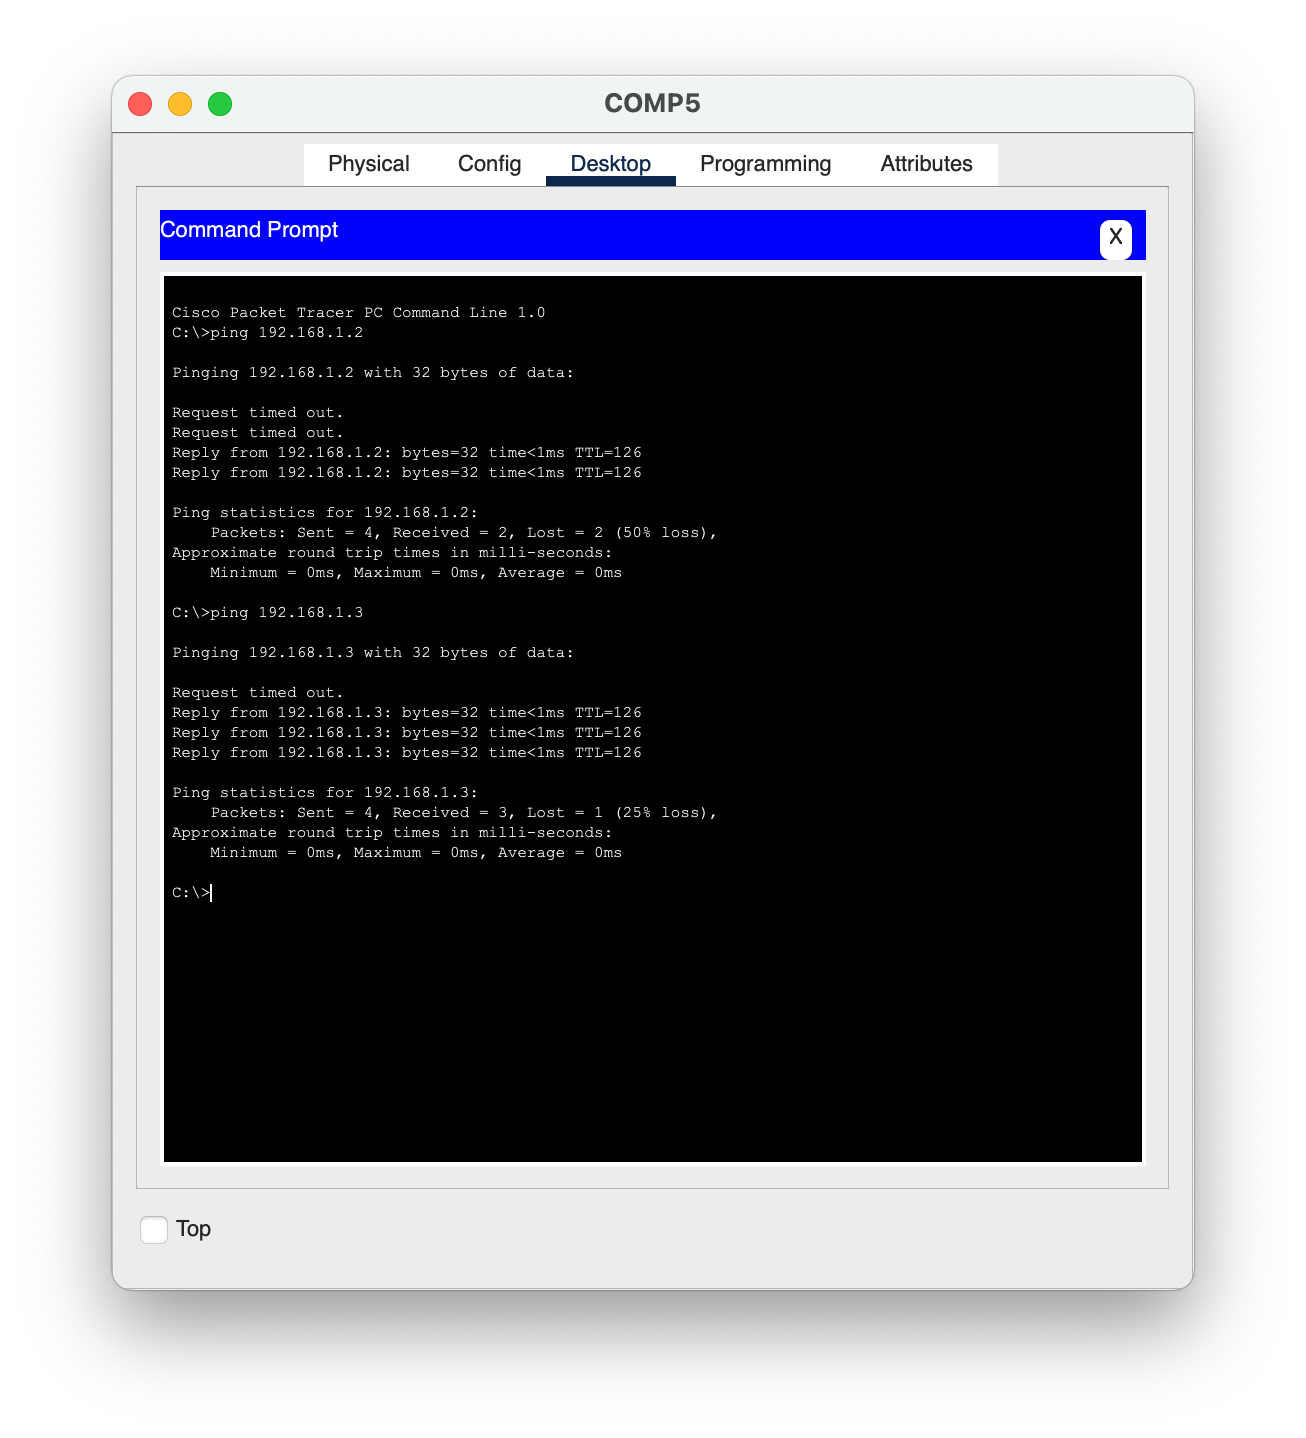 COMP5
Physical Config Desktop Programming Attributes
Command Prompt X
Cisco Packet Tracer PC Command Line 1.0
C:\>ping 192.168.1.2
Pinging 192.168.1.2 with 32 bytes of data:
Request timed out.
Request timed out.
Reply from 192.168.1.2: bytes=32 time<1ms TTL=126
Reply from 192.168.1.2: bytes=32 time<1ms TTL=126
Ping statistics for 192.168.1.2:
    Packets: Sent = 4, Received = 2, Lost = 2 (50% loss),
Approximate round trip times in milli-seconds:
    Minimum = 0ms, Maximum = 0ms, Average = 0ms
C:\>ping 192.168.1.3
Pinging 192.168.1.3 with 32 bytes of data:
Request timed out.
Reply from 192.168.1.3: bytes=32 time<1ms TTL=126
Reply from 192.168.1.3: bytes=32 time<1ms TTL=126
Reply from 192.168.1.3: bytes=32 time<1ms TTL=126
Ping statistics for 192.168.1.3:
    Packets: Sent = 4, Received = 3, Lost = 1 (25% loss),
Approximate round trip times in milli-seconds:
    Minimum = 0ms, Maximum = 0ms, Average = 0ms
C:\>
Top